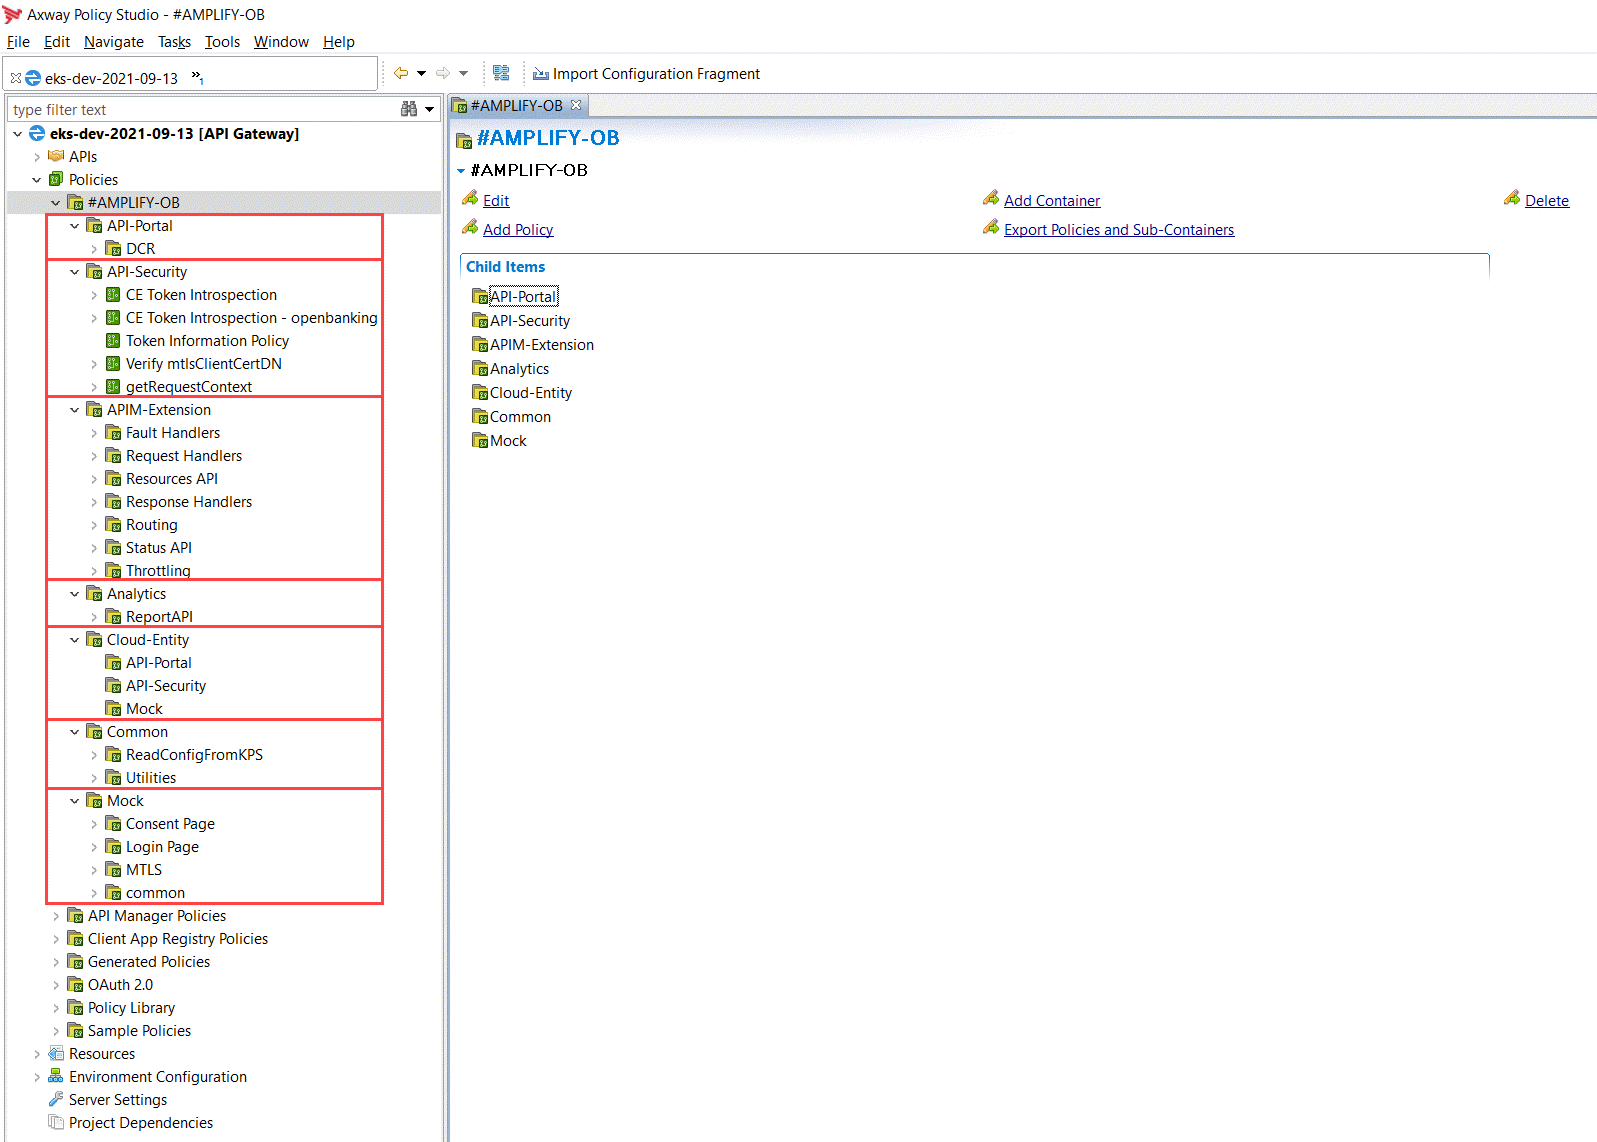 Axway Policy Studio - #AMPLIFY-OB
File Edit Navigate Tasks Tools Window Help
eks-dev-2021-09-13 »1
Import Configuration Fragment
type filter text
eks-dev-2021-09-13 [API Gateway]
APIs
Policies
#AMPLIFY-OB
API-Portal
DCR
API-Security
CE Token Introspection
CE Token Introspection - openbanking
Token Information Policy
Verify mtlsClientCertDN
getRequestContext
APIM-Extension
Fault Handlers
Request Handlers
Resources API
Response Handlers
Routing
Status API
Throttling
Analytics
ReportAPI
Cloud-Entity
API-Portal
API-Security
Mock
Common
ReadConfigFromKPS
Utilities
Mock
Consent Page
Login Page
MTLS
common
API Manager Policies
Client App Registry Policies
Generated Policies
OAuth 2.0
Policy Library
Sample Policies
Resources
Environment Configuration
Server Settings
Project Dependencies
#AMPLIFY-OB
#AMPLIFY-OB
#AMPLIFY-OB
Edit Add Container Delete
Add Policy Export Policies and Sub-Containers
Child Items
API-Portal
API-Security
APIM-Extension
Analytics
Cloud-Entity
Common
Mock